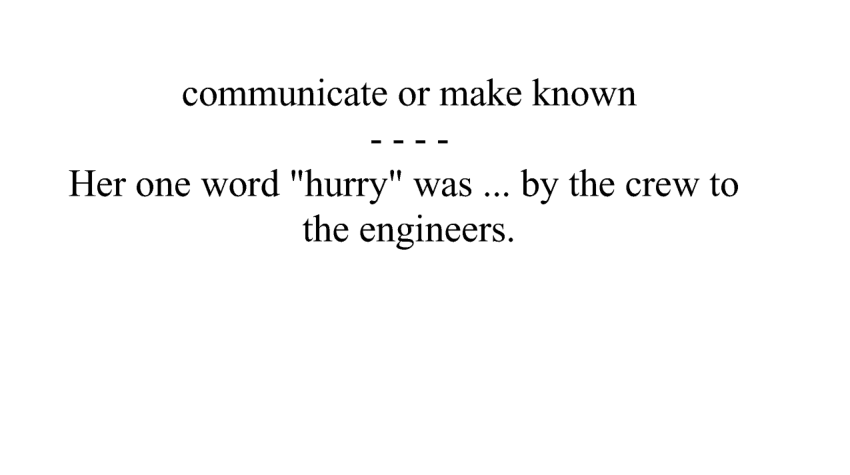 communicate or make known
- - - -
Her one word "hurry" was ... by the crew to
the engineers.